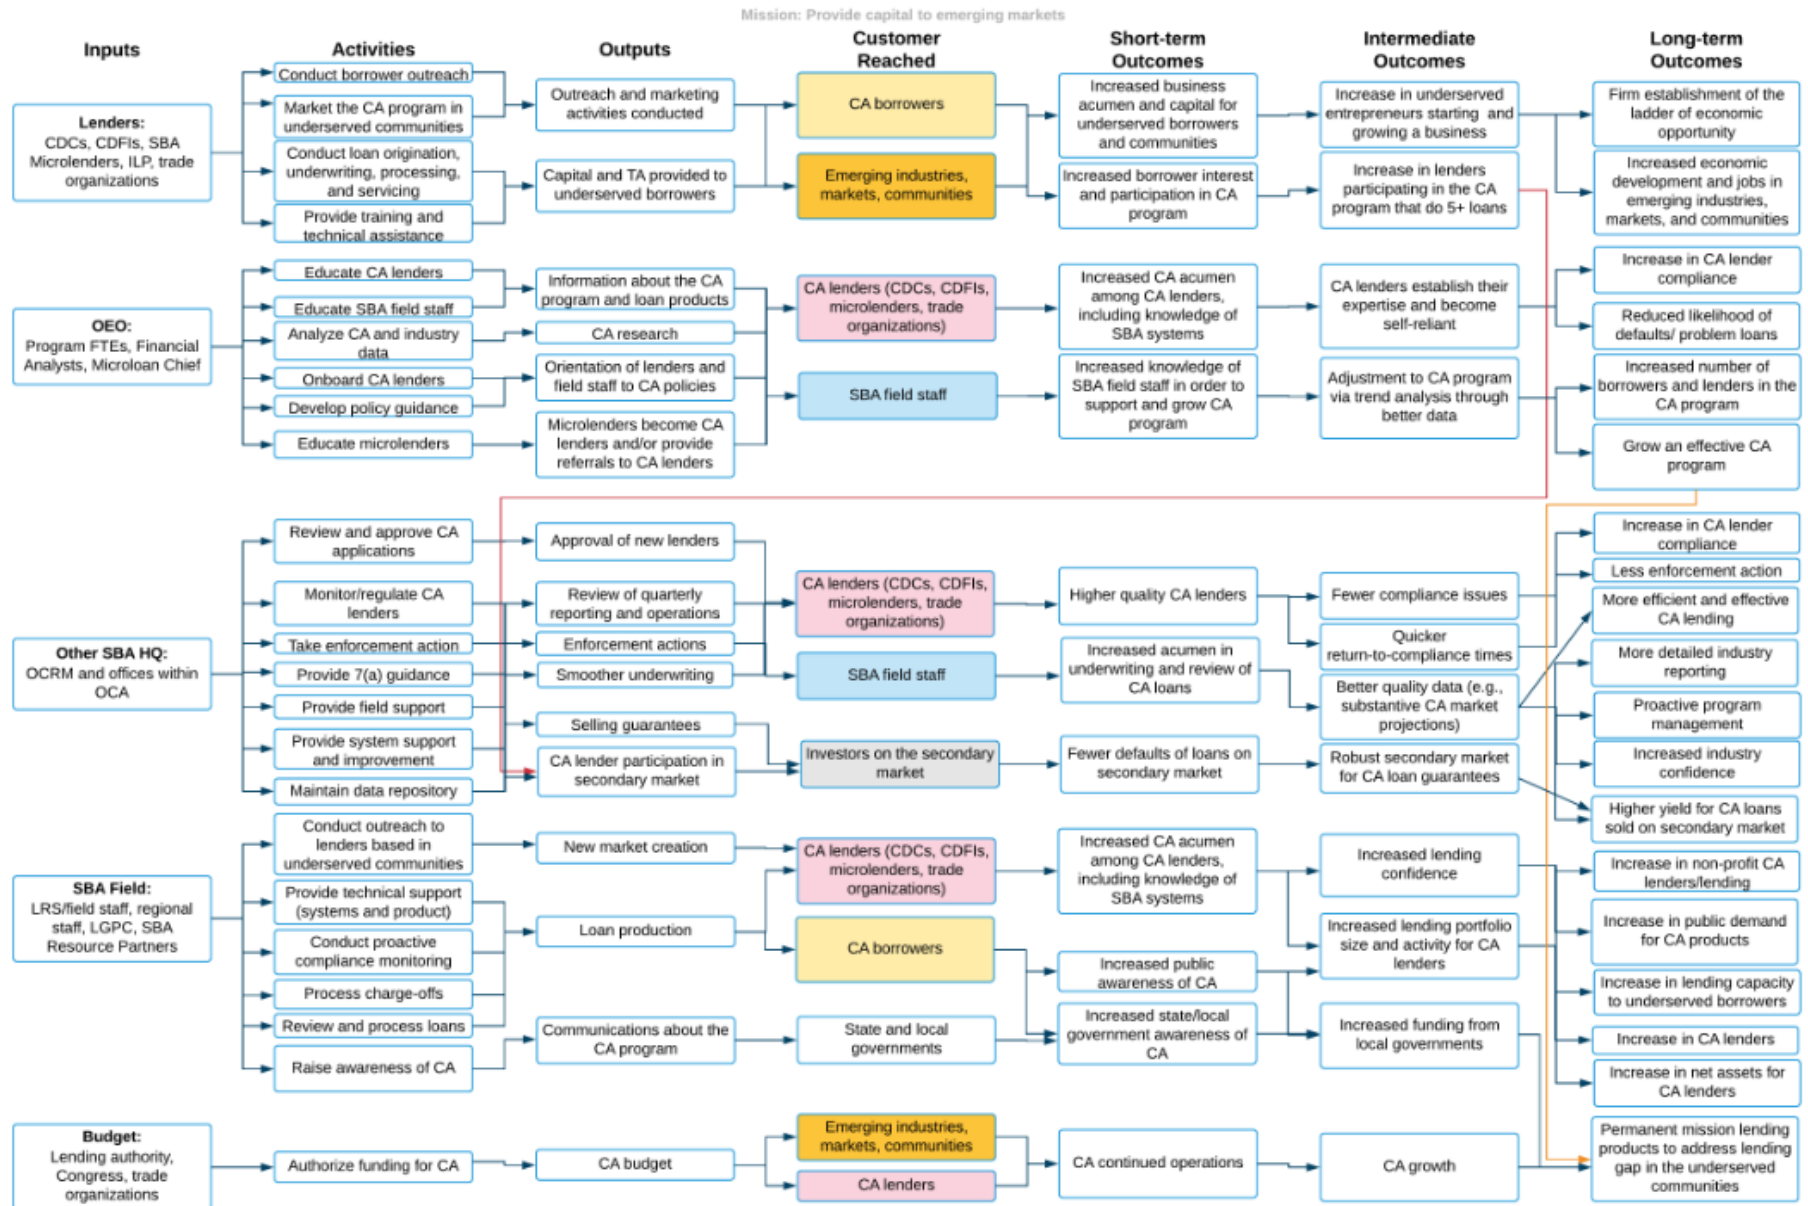 Mission: Provide capital to emerging markets
Inputs
Activities
Outputs
Customer
Reached
Short-term
Outcomes
Intermediate
Outcomes
Long-term
Outcomes
Lenders:
CDCs, CDFIs, SBA
Microlenders, ILP, trade
organizations
Conduct borrower outreach
Market the CA program in
underserved communities
Conduct loan origination,
underwriting, processing,
and servicing
Provide training and
technical assistance
Outreach and marketing
activities conducted
Capital and TA provided to
underserved borrowers
CA borrowers
Emerging industries,
markets, communities
Increased business
acumen and capital for
underserved borrowers
and communities
Increased borrower interest
and participation in CA
program
Increase in underserved
entrepreneurs starting and
growing a business
Increase in lenders
participating in the CA
program that do 5+ loans
Firm establishment of the
ladder of economic
opportunity
Increased economic
development and jobs in
emerging industries,
markets, and communities
OEO:
Program FTEs, Financial
Analysts, Microloan Chief
Educate CA lenders
Educate SBA field staff
Analyze CA and industry
data
Onboard CA lenders
Develop policy guidance
Educate microlenders
Information about the CA
program and loan products
CA research
Orientation of lenders and
field staff to CA policies
Microlenders become CA
lenders and/or provide
referrals to CA lenders
CA lenders (CDCs, CDFIs,
microlenders, trade
organizations)
SBA field staff
Increased CA acumen
among CA lenders,
including knowledge of
SBA systems
Increased knowledge of
SBA field staff in order to
support and grow CA
program
CA lenders establish their
expertise and become
self-reliant
Adjustment to CA program
via trend analysis through
better data
Increase in CA lender
compliance
Reduced likelihood of
defaults/ problem loans
Increased number of
borrowers and lenders in the
CA program
Grow an effective CA
program
Other SBA HQ:
OCRM and offices within
OCA
Review and approve CA
applications
Monitor/regulate CA
lenders
Take enforcement action
Provide 7(a) guidance
Provide field support
Provide system support
and improvement
Maintain data repository
Approval of new lenders
Review of quarterly
reporting and operations
Enforcement actions
Smoother underwriting
Selling guarantees
CA lender participation in
secondary market
CA lenders (CDCs, CDFIs,
microlenders, trade
organizations)
SBA field staff
Investors on the secondary
market
Higher quality CA lenders
Increased acumen in
underwriting and review of
CA loans
Fewer defaults of loans on
secondary market
Fewer compliance issues
Quicker
return-to-compliance times
Better quality data (e.g.,
substantive CA market
projections)
Robust secondary market
for CA loan guarantees
Increase in CA lender
compliance
Less enforcement action
More efficient and effective
CA lending
More detailed industry
reporting
Proactive program
management
Increased industry
confidence
Higher yield for CA loans
sold on secondary market
SBA Field:
LRS/field staff, regional
staff, LGPC, SBA
Resource Partners
Conduct outreach to
lenders based in
underserved communities
Provide technical support
(systems and product)
Conduct proactive
compliance monitoring
Process charge-offs
Review and process loans
Raise awareness of CA
New market creation
Loan production
Communications about the
CA program
CA lenders (CDCs, CDFIs,
microlenders, trade
organizations)
CA borrowers
State and local
governments
Increased CA acumen
among CA lenders,
including knowledge of
SBA systems
Increased public
awareness of CA
Increased state/local
government awareness of
CA
Increased lending
confidence
Increased lending portfolio
size and activity for CA
lenders
Increased funding from
local governments
Increase in non-profit CA
lenders/lending
Increase in public demand
for CA products
Increase in lending capacity
to underserved borrowers
Increase in CA lenders
Increase in net assets for
CA lenders
Budget:
Lending authority,
Congress, trade
organizations
Authorize funding for CA
CA budget
Emerging industries,
markets, communities
CA lenders
CA continued operations
CA growth
Permanent mission lending
products to address lending
gap in the underserved
communities